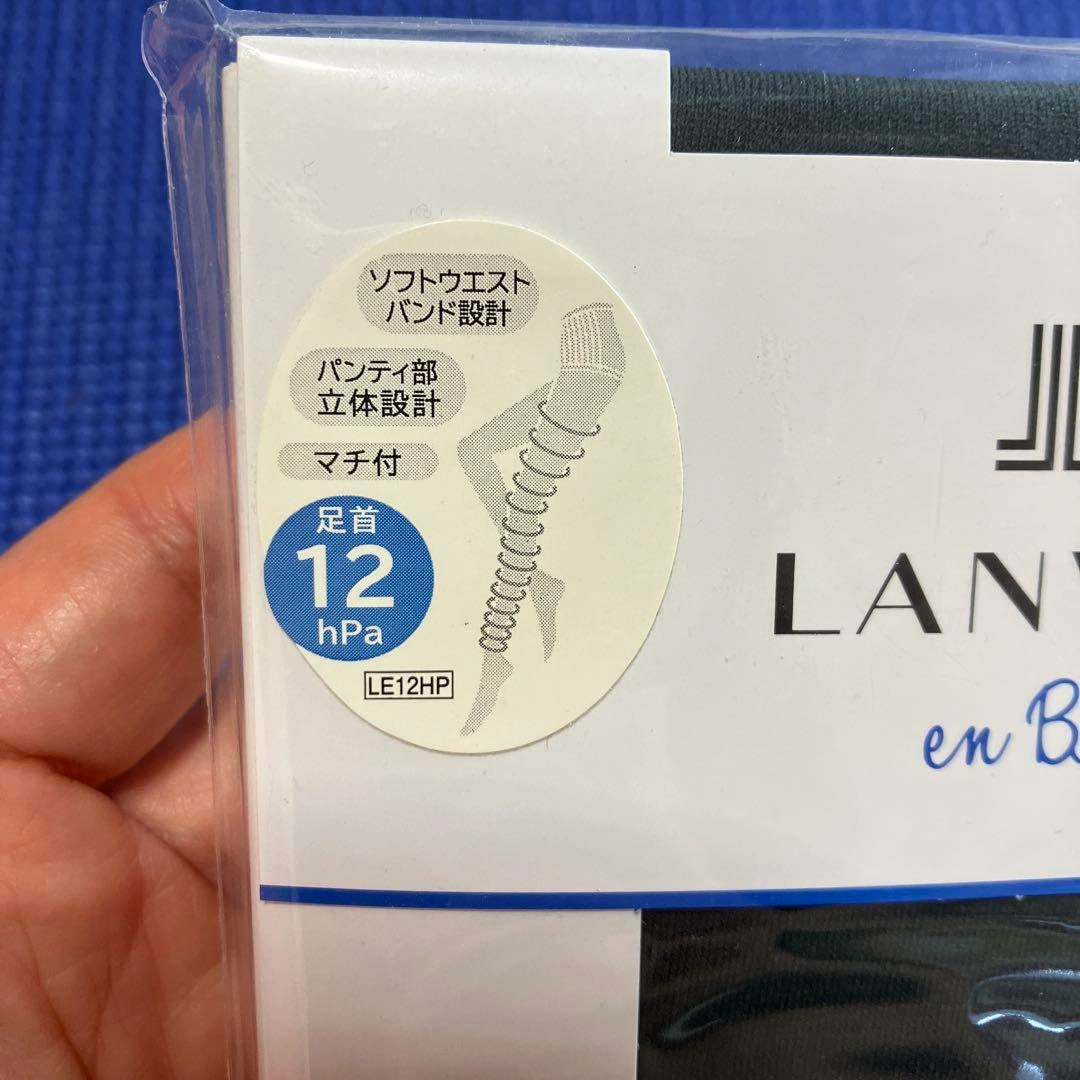 ソフトウエスト
バンド設計
パンティ部
立体設計
マチ付
足首
12
hPa
LE12HP
en